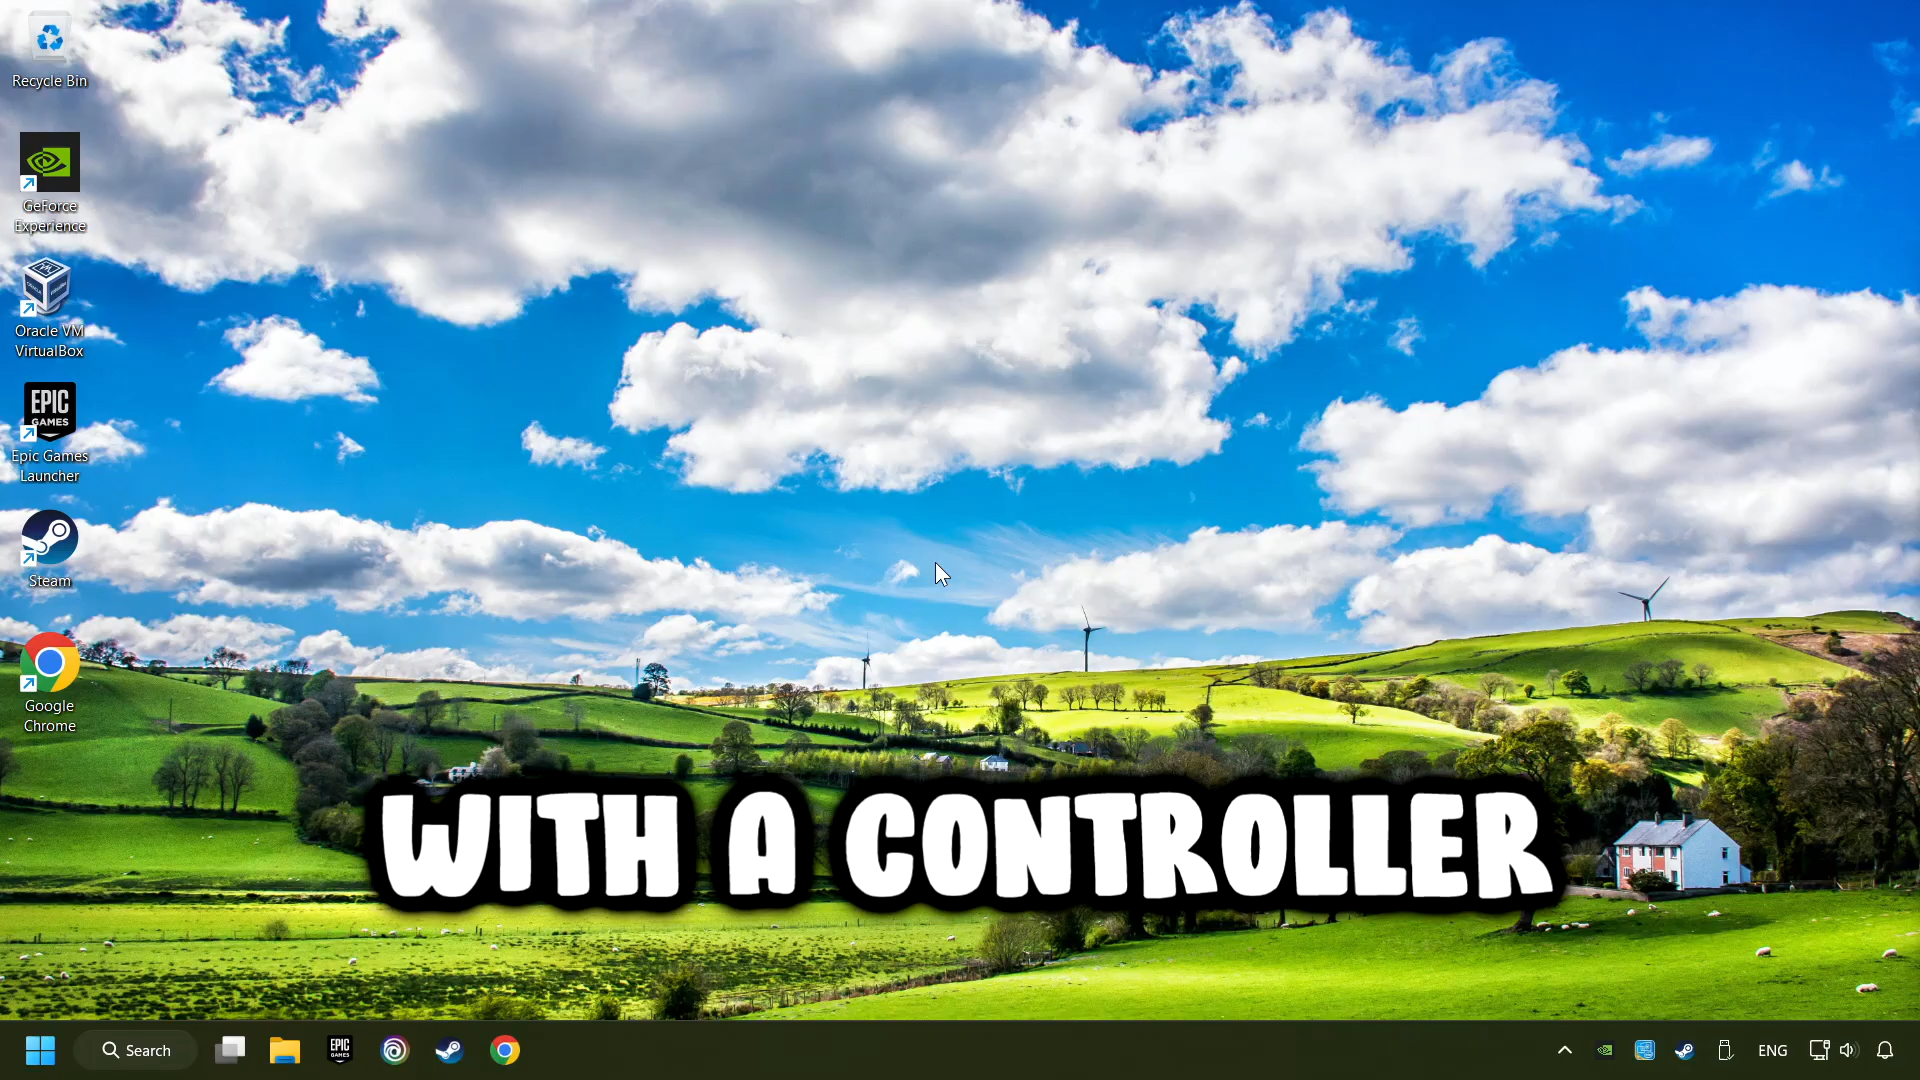 Recycle Bin
GeForce
Experience
Oracle VM
VirtualBox
EPIC
GAMES
Epic Games
Launcher
Steam
Google
Chrome
WITH A CONTROLLER
Search
EPIC
GAMES
ENG